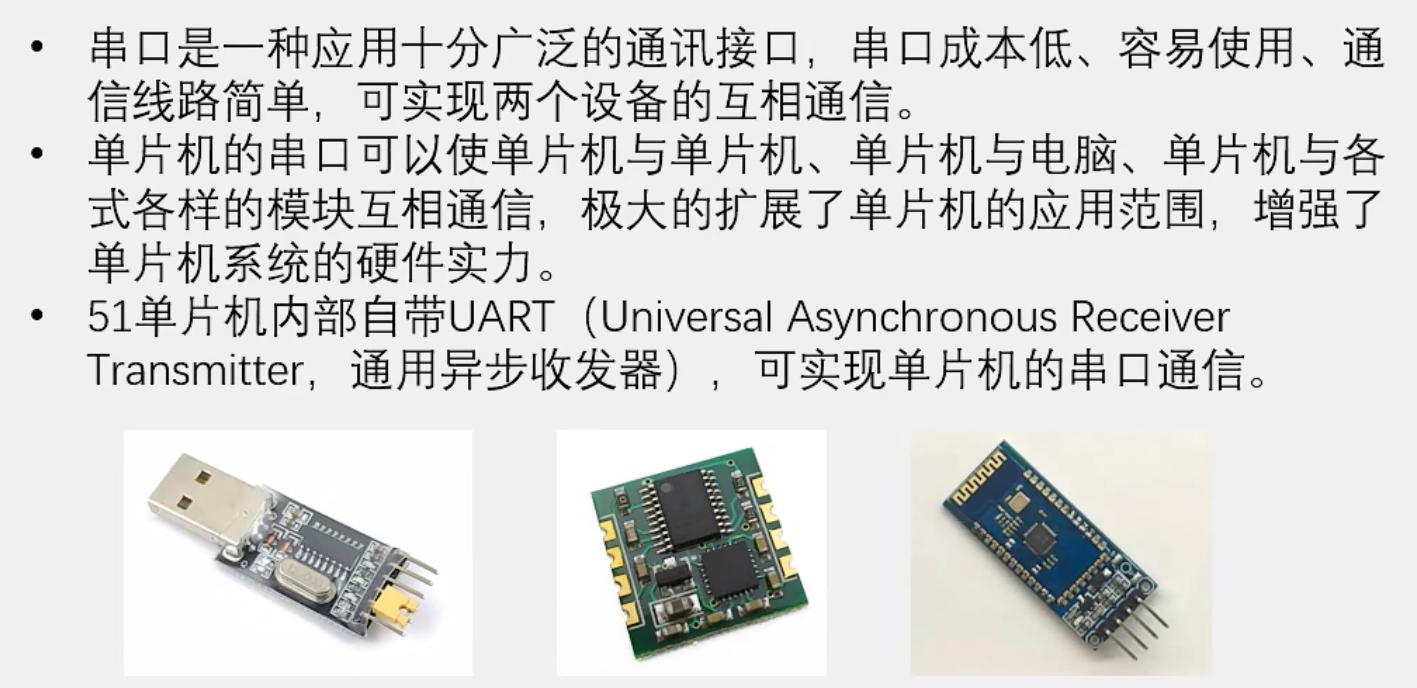 • 串口是一种应用十分广泛的通讯接口，串口成本低、容易使用、通
信线路简单，可实现两个设备的互相通信。
• 单片机的串口可以使单片机与单片机、单片机与电脑、单片机与各
式各样的模块互相通信，极大的扩展了单片机的应用范围，增强了
单片机系统的硬件实力。
• 51单片机内部自带UART（Universal Asynchronous Receiver
Transmitter，通用异步收发器），可实现单片机的串口通信。